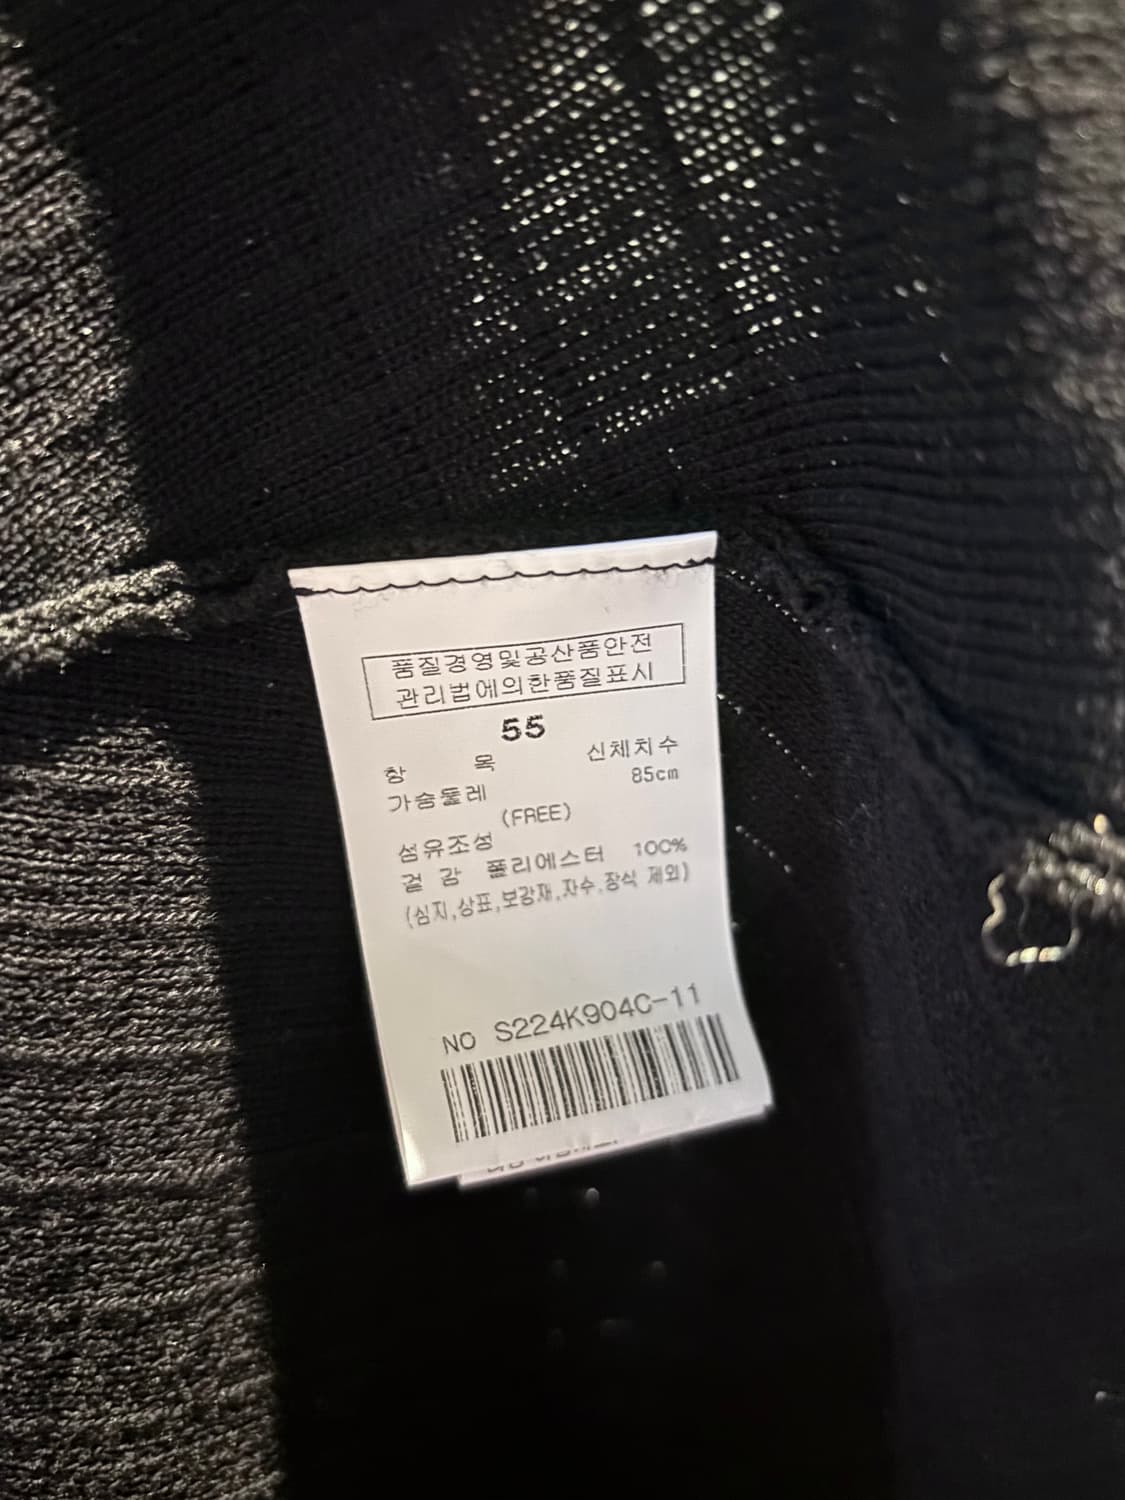 품질경영및공산품안전
관리법에의한품질표시
55
항 목 신체치수
가슴둘레 85cm
(FREE)
섬유조성
겉 감 폴리에스터 100%
(심지,상표,보강재,자수,장식 제외)
NO S224K904C-11